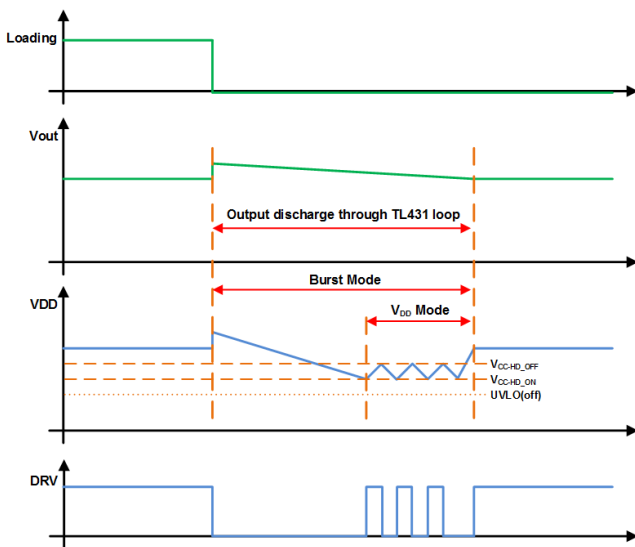 Loading
Vout
Output discharge through TL431 loop
Burst Mode
VDD
VDD Mode
VCC-HD_OFF
VCC-HD_ON
UVLO(off)
DRV